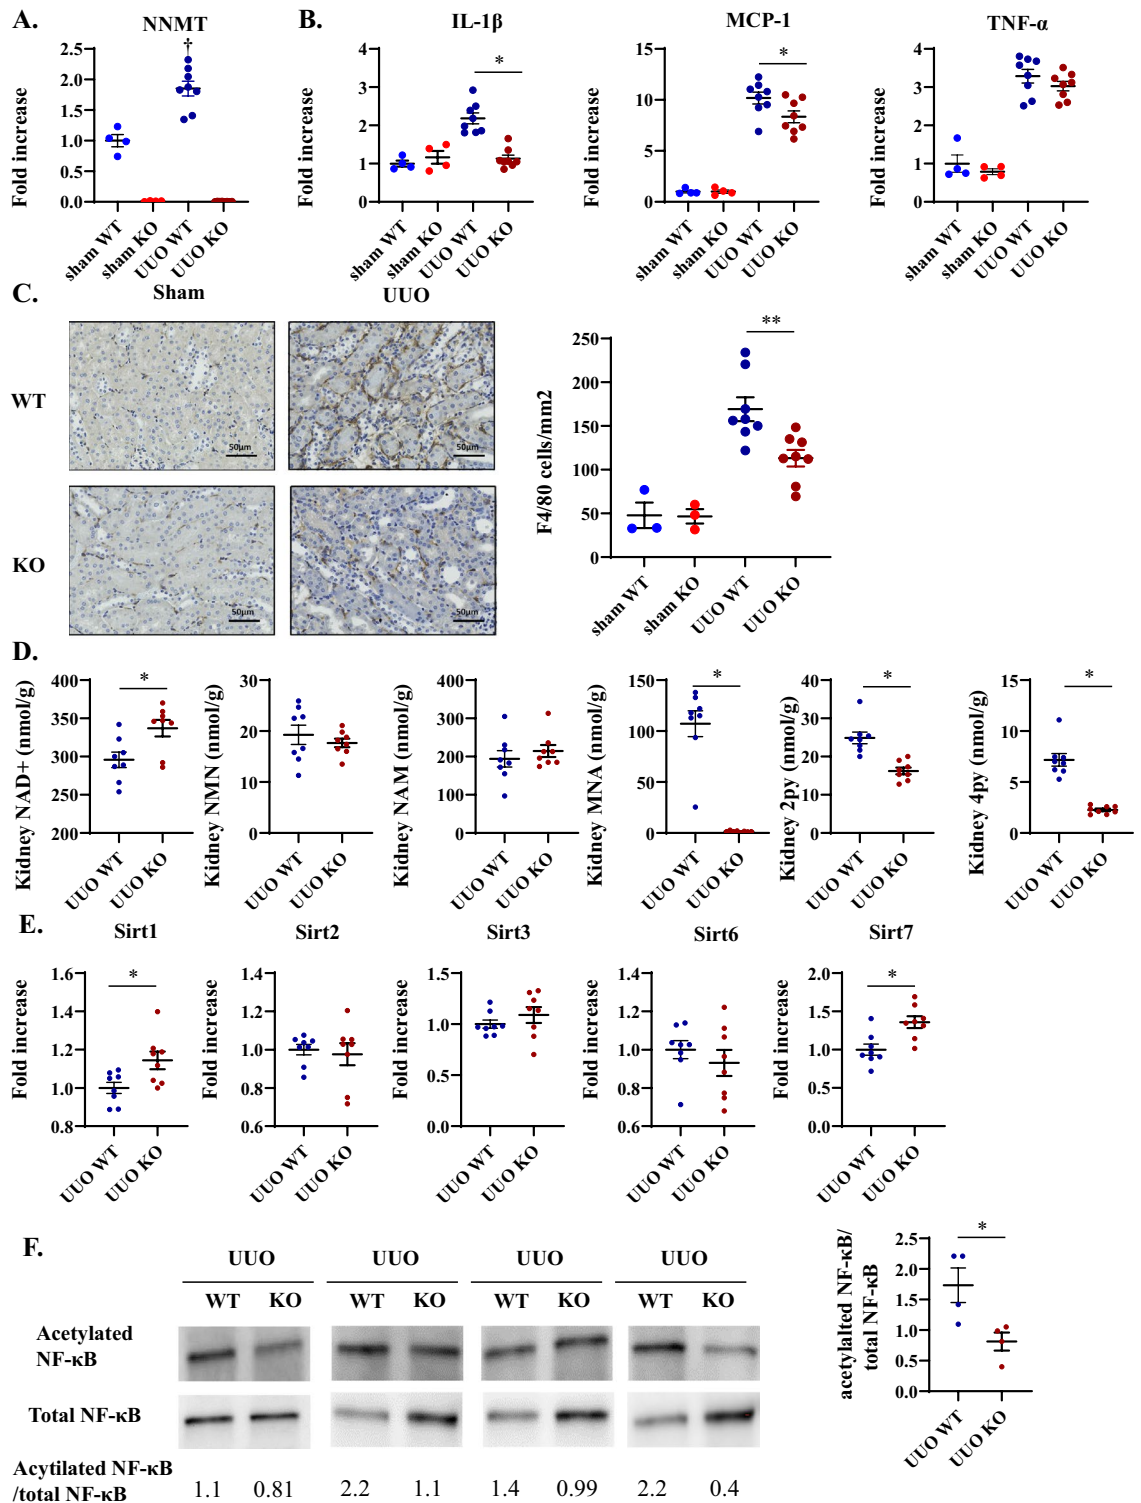 A.
NNMT
Fold increase
2.5
2.0
1.5
1.0
0.5
0.0
†
sham WT
sham KO
UUO WT
UUO KO
B.
IL-1β
Fold increase
4
3
2
1
0
*
sham WT
sham KO
UUO WT
UUO KO
MCP-1
Fold increase
15
10
5
0
*
sham WT
sham KO
UUO WT
UUO KO
TNF-α
Fold increase
4
3
2
1
0
sham WT
sham KO
UUO WT
UUO KO
C.
Sham
UUO
WT
KO
50μm
50μm
50μm
50μm
F4/80 cells/mm2
250
200
150
100
50
0
**
sham WT
sham KO
UUO WT
UUO KO
D.
Kidney NAD+ (nmol/g)
400
350
300
250
200
*
UUO WT
UUO KO
Kidney NMN (nmol/g)
30
20
10
0
UUO WT
UUO KO
Kidney NAM (nmol/g)
400
300
200
100
0
UUO WT
UUO KO
Kidney MNA (nmol/g)
150
100
50
0
*
UUO WT
UUO KO
Kidney 2py (nmol/g)
40
30
20
10
0
*
UUO WT
UUO KO
Kidney 4py (nmol/g)
15
10
5
0
*
UUO WT
UUO KO
E.
Sirt1
Fold increase
1.6
1.4
1.2
1.0
0.8
*
UUO WT
UUO KO
Sirt2
Fold increase
1.4
1.2
1.0
0.8
0.6
UUO WT
UUO KO
Sirt3
Fold increase
1.5
1.0
0.5
0.0
UUO WT
UUO KO
Sirt6
Fold increase
1.4
1.2
1.0
0.8
0.6
UUO WT
UUO KO
Sirt7
Fold increase
2.0
1.5
1.0
0.5
0.0
*
UUO WT
UUO KO
F.
UUO UUO UUO UUO
WT KO WT KO WT KO WT KO
Acetylated
NF-κB
Total NF-κB
Acytilated NF-κB
/total NF-κB
1.1 0.81 2.2 1.1 1.4 0.99 2.2 0.4
acetylalted NF-κB/
total NF-κB
2.5
2.0
1.5
1.0
0.5
0.0
*
UUO WT
UUO KO